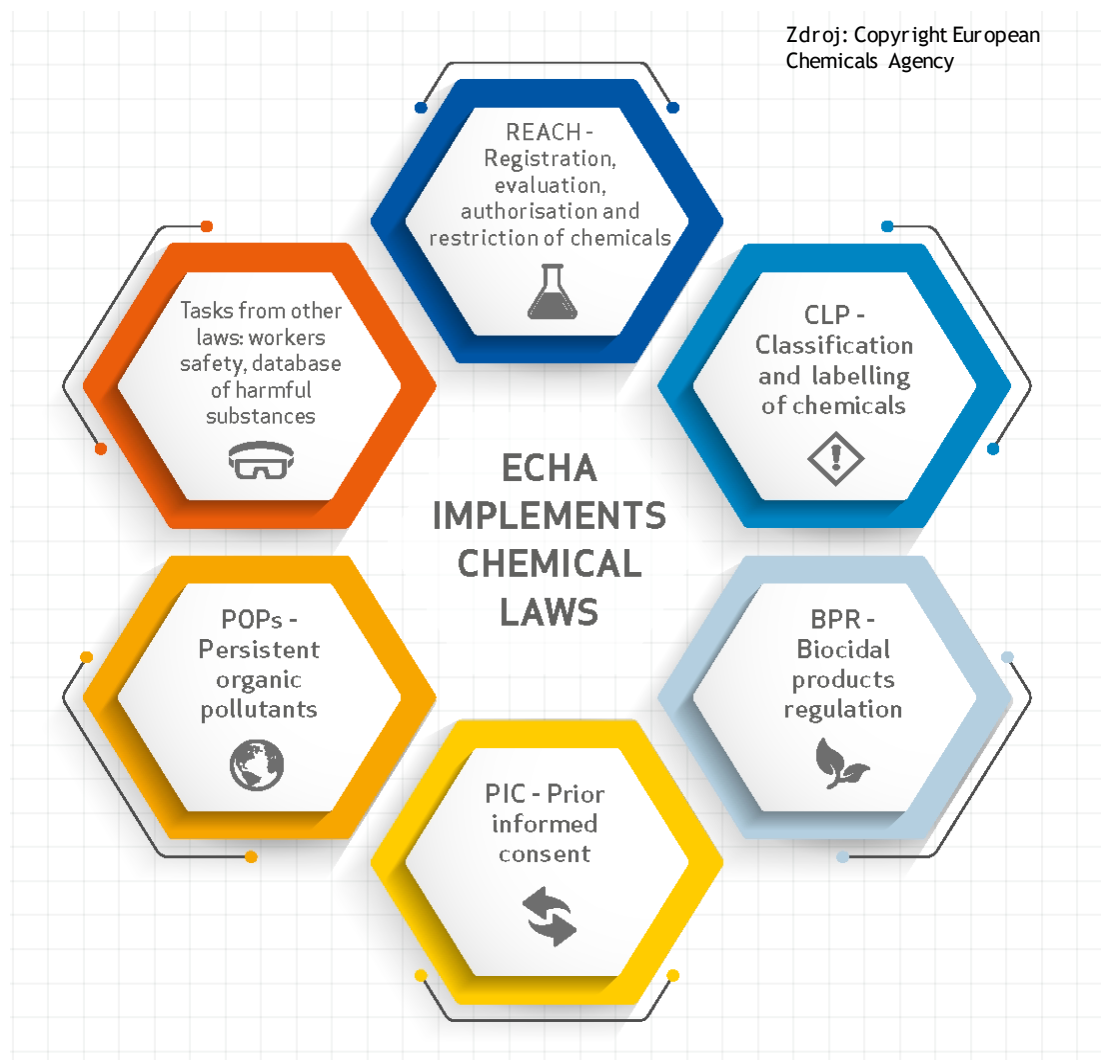 Zdroj: Copyright European
Chemicals Agency
REACH -
Registration,
evaluation,
authorisation and
restriction of chemicals
CLP -
Classification
and labelling
of chemicals
BPR -
Biocidal
products
regulation
PIC - Prior
informed
consent
POPs -
Persistent
organic
pollutants
Tasks from other
laws: workers
safety, database
of harmful
substances
ECHA
IMPLEMENTS
CHEMICAL
LAWS